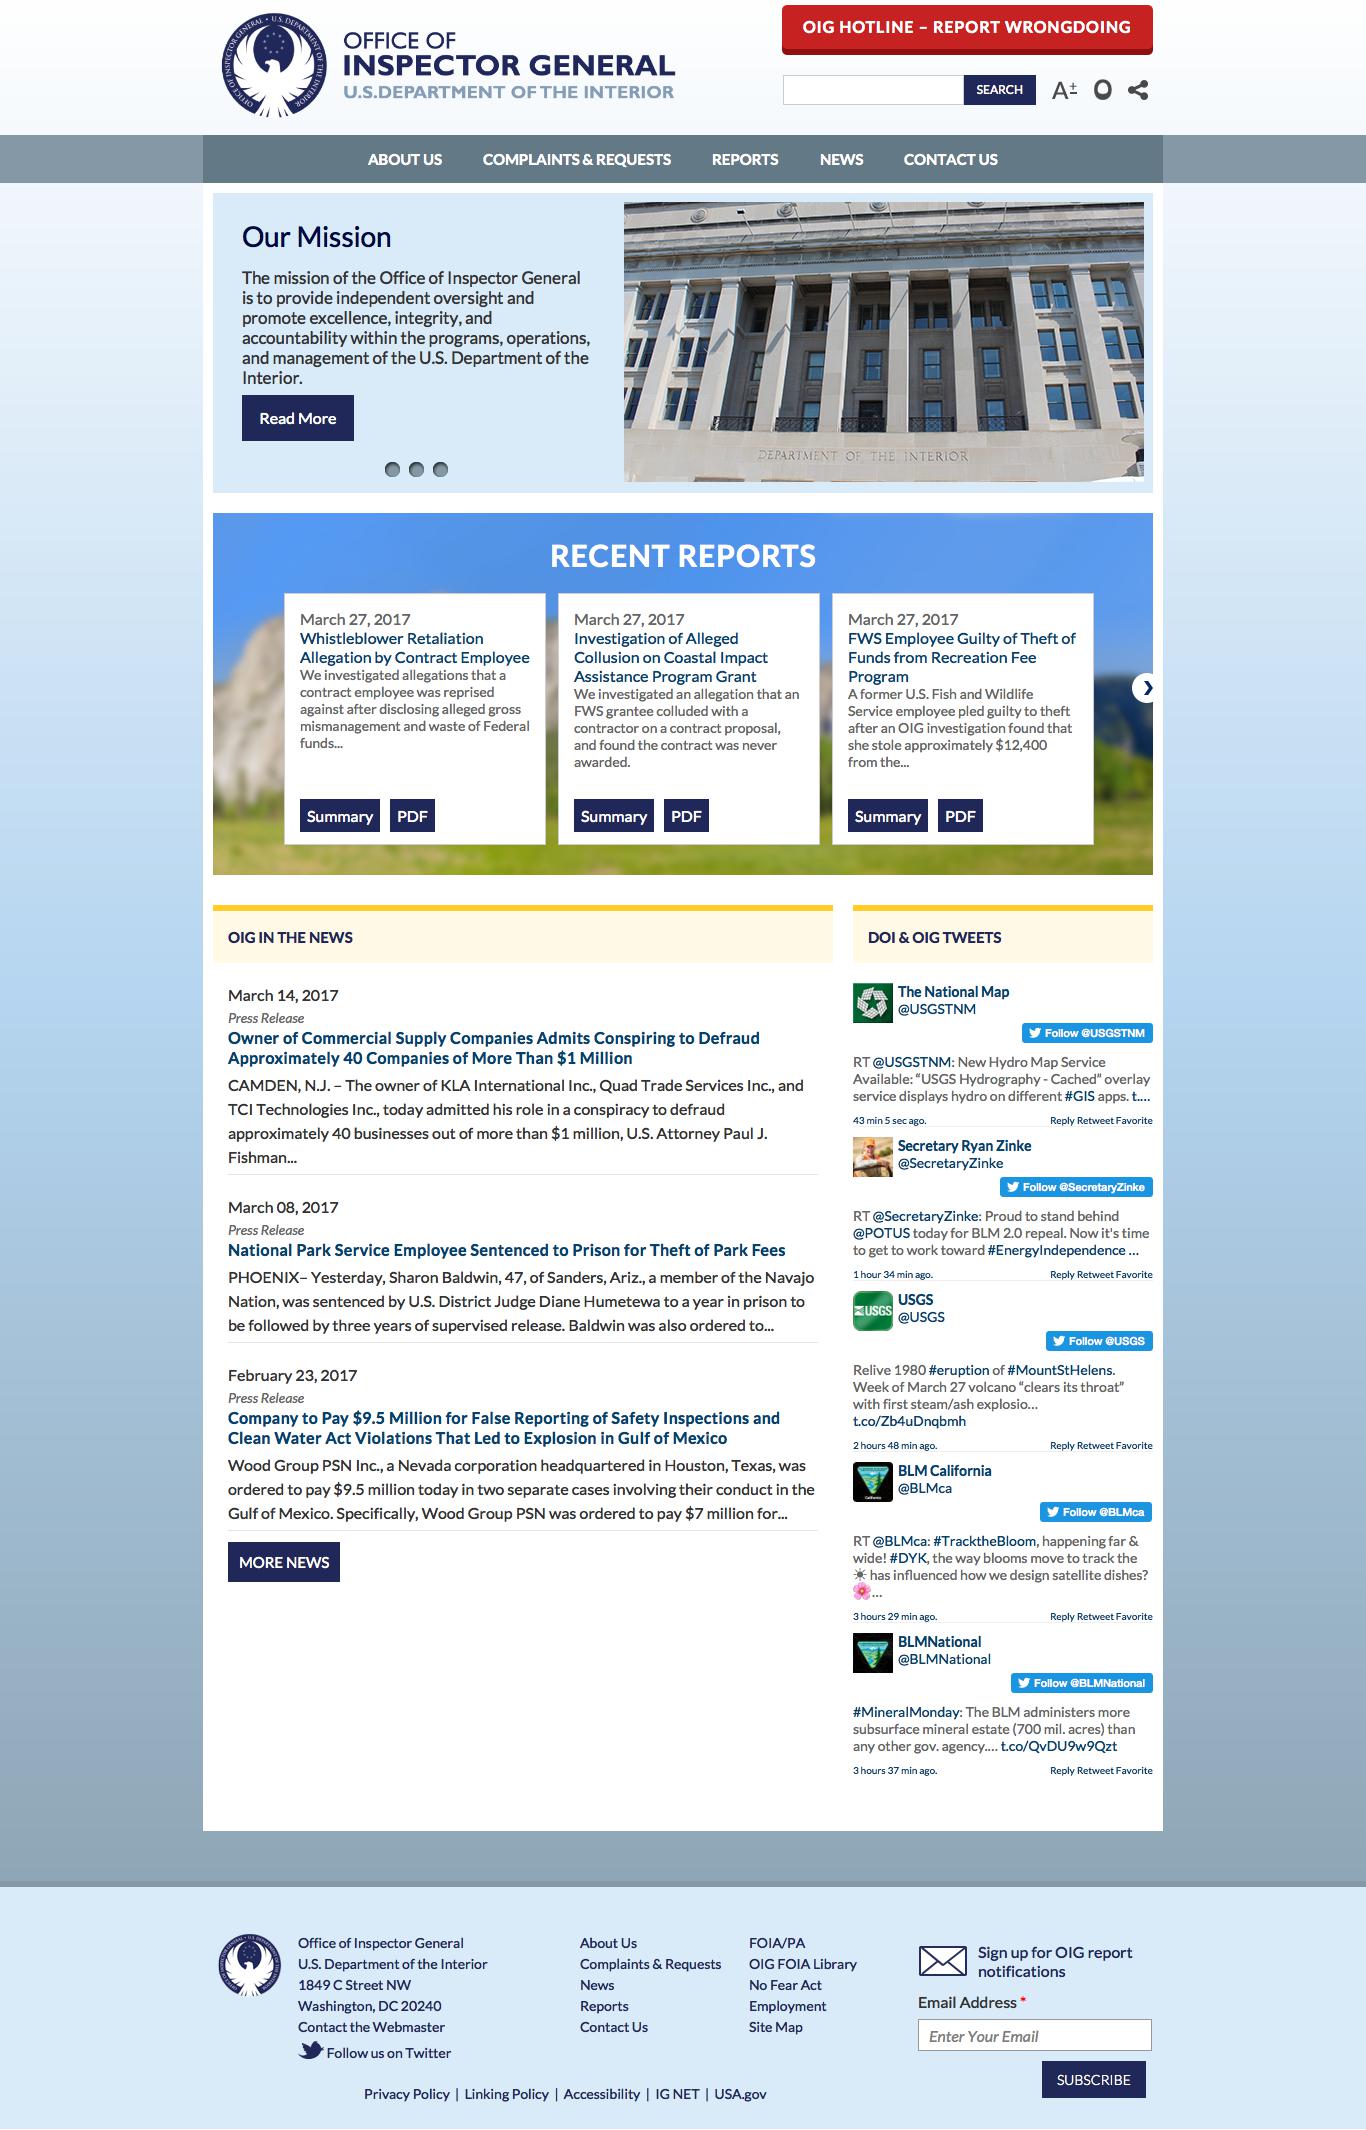 OFFICE OF
INSPECTOR GENERAL
U.S.DEPARTMENT OF THE INTERIOR
OIG HOTLINE – REPORT WRONGDOING
SEARCH
A±
ABOUT US COMPLAINTS & REQUESTS REPORTS NEWS CONTACT US
Our Mission
The mission of the Office of Inspector General
is to provide independent oversight and
promote excellence, integrity, and
accountability within the programs, operations,
and management of the U.S. Department of the
Interior.
Read More
DEPARTMENT OF THE INTERIOR
RECENT REPORTS
March 27, 2017
Whistleblower Retaliation
Allegation by Contract Employee
We investigated allegations that a
contract employee was reprised
against after disclosing alleged gross
mismanagement and waste of Federal
funds...
Summary PDF
March 27, 2017
Investigation of Alleged
Collusion on Coastal Impact
Assistance Program Grant
We investigated an allegation that an
FWS grantee colluded with a
contractor on a contract proposal,
and found the contract was never
awarded.
Summary PDF
March 27, 2017
FWS Employee Guilty of Theft of
Funds from Recreation Fee
Program
A former U.S. Fish and Wildlife
Service employee pled guilty to theft
after an OIG investigation found that
she stole approximately $12,400
from the...
Summary PDF
OIG IN THE NEWS
March 14, 2017
Press Release
Owner of Commercial Supply Companies Admits Conspiring to Defraud
Approximately 40 Companies of More Than $1 Million
CAMDEN, N.J. – The owner of KLA International Inc., Quad Trade Services Inc., and
TCI Technologies Inc., today admitted his role in a conspiracy to defraud
approximately 40 businesses out of more than $1 million, U.S. Attorney Paul J.
Fishman...
March 08, 2017
Press Release
National Park Service Employee Sentenced to Prison for Theft of Park Fees
PHOENIX– Yesterday, Sharon Baldwin, 47, of Sanders, Ariz., a member of the Navajo
Nation, was sentenced by U.S. District Judge Diane Humetewa to a year in prison to
be followed by three years of supervised release. Baldwin was also ordered to...
February 23, 2017
Press Release
Company to Pay $9.5 Million for False Reporting of Safety Inspections and
Clean Water Act Violations That Led to Explosion in Gulf of Mexico
Wood Group PSN Inc., a Nevada corporation headquartered in Houston, Texas, was
ordered to pay $9.5 million today in two separate cases involving their conduct in the
Gulf of Mexico. Specifically, Wood Group PSN was ordered to pay $7 million for...
MORE NEWS
DOI & OIG TWEETS
The National Map
@USGSTNM
Follow @USGSTNM
RT @USGSTNM: New Hydro Map Service
Available: “USGS Hydrography - Cached” overlay
service displays hydro on different #GIS apps. t.…
43 min 5 sec ago. Reply Retweet Favorite
Secretary Ryan Zinke
@SecretaryZinke
Follow @SecretaryZinke
RT @SecretaryZinke: Proud to stand behind
@POTUS today for BLM 2.0 repeal. Now it's time
to get to work toward #EnergyIndependence …
1 hour 34 min ago. Reply Retweet Favorite
USGS
USGS
@USGS
Follow @USGS
Relive 1980 #eruption of #MountStHelens.
Week of March 27 volcano “clears its throat”
with first steam/ash explosio…
t.co/Zb4uDnqbmh
2 hours 48 min ago. Reply Retweet Favorite
BLM California
@BLMca
Follow @BLMca
RT @BLMca: #TracktheBloom, happening far &
wide! #DYK, the way blooms move to track the
☀ has influenced how we design satellite dishes?
🌸…
3 hours 29 min ago. Reply Retweet Favorite
BLMNational
@BLMNational
Follow @BLMNational
#MineralMonday: The BLM administers more
subsurface mineral estate (700 mil. acres) than
any other gov. agency.… t.co/QvDU9w9Qzt
3 hours 37 min ago. Reply Retweet Favorite
Office of Inspector General
U.S. Department of the Interior
1849 C Street NW
Washington, DC 20240
Contact the Webmaster
Follow us on Twitter
About Us
Complaints & Requests
News
Reports
Contact Us
FOIA/PA
OIG FOIA Library
No Fear Act
Employment
Site Map
Sign up for OIG report
notifications
Email Address *
Enter Your Email
SUBSCRIBE
Privacy Policy | Linking Policy | Accessibility | IG NET | USA.gov